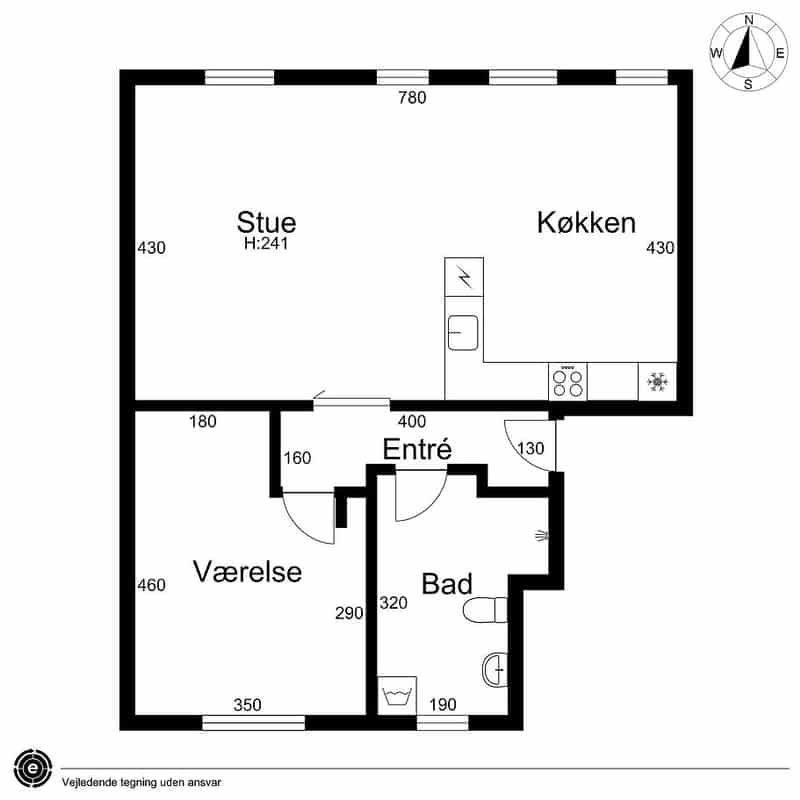 N
W E
S
780
Stue
H:241
Køkken
430
430
180
400
Entré
130
160
Værelse
460
290
Bad
320
350
190
e
Vejledende tegning uden ansvar